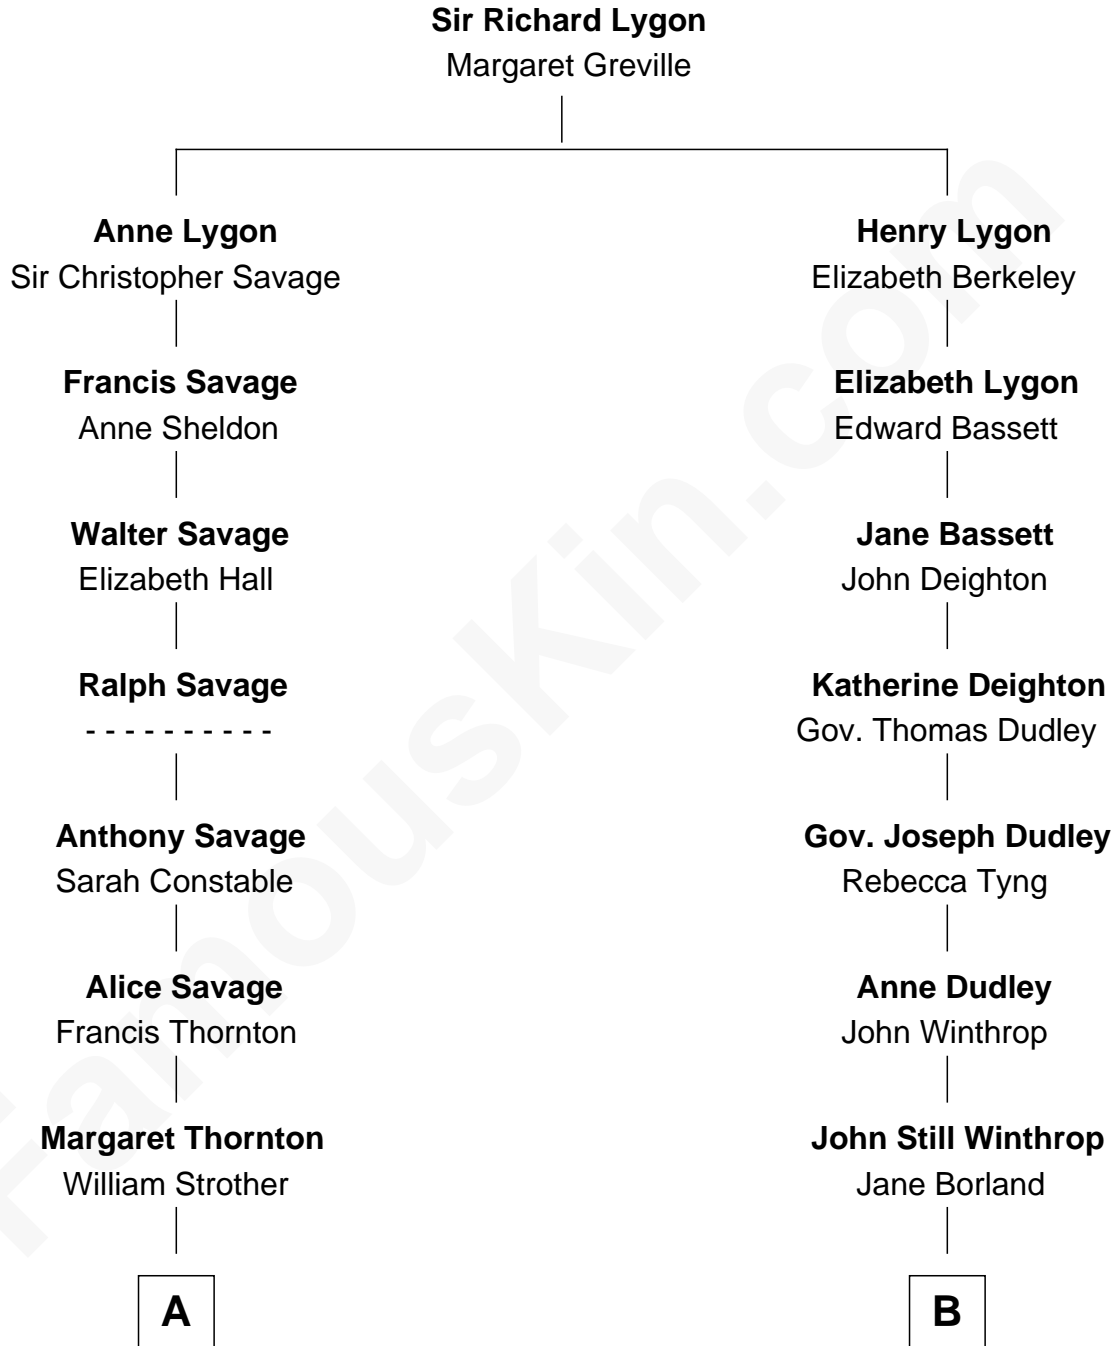 Sir Richard Lygon
Margaret Greville
Anne Lygon
Sir Christopher Savage
Henry Lygon
Elizabeth Berkeley
Francis Savage
Anne Sheldon
Elizabeth Lygon
Edward Bassett
Walter Savage
Elizabeth Hall
Jane Bassett
John Deighton
Ralph Savage
- - - - - - - - - -
Katherine Deighton
Gov. Thomas Dudley
Anthony Savage
Sarah Constable
Gov. Joseph Dudley
Rebecca Tyng
Alice Savage
Francis Thornton
Anne Dudley
John Winthrop
Margaret Thornton
William Strother
John Still Winthrop
Jane Borland
A
B
FamousKin.com